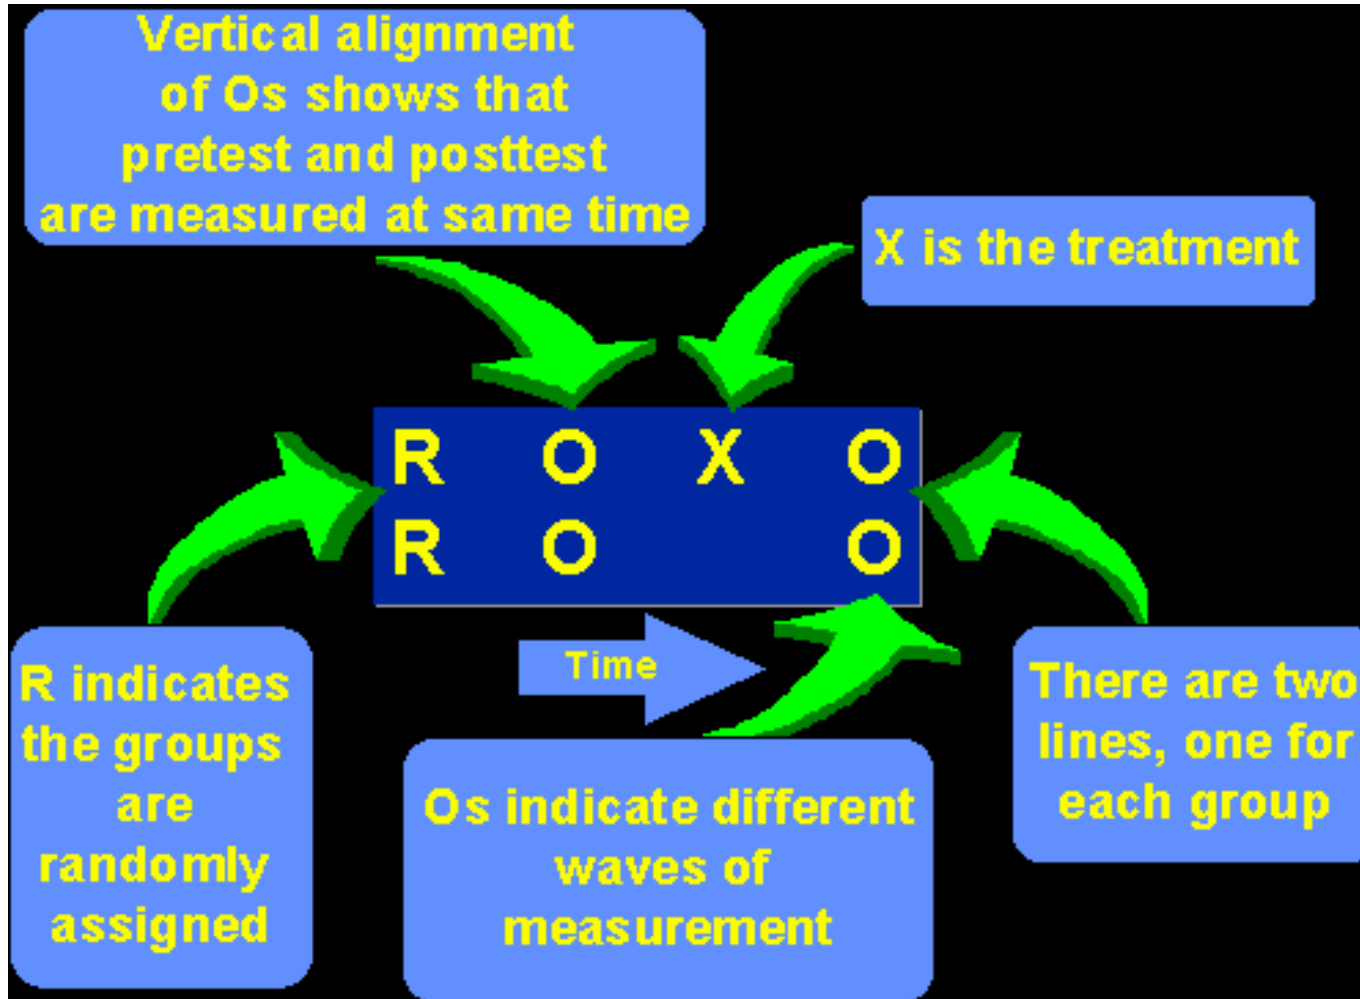 Vertical alignment
of Os shows that
pretest and posttest
are measured at same time
X is the treatment
R O X O
R O O
Time
R indicates
the groups
are
randomly
assigned
Os indicate different
waves of
measurement
There are two
lines, one for
each group